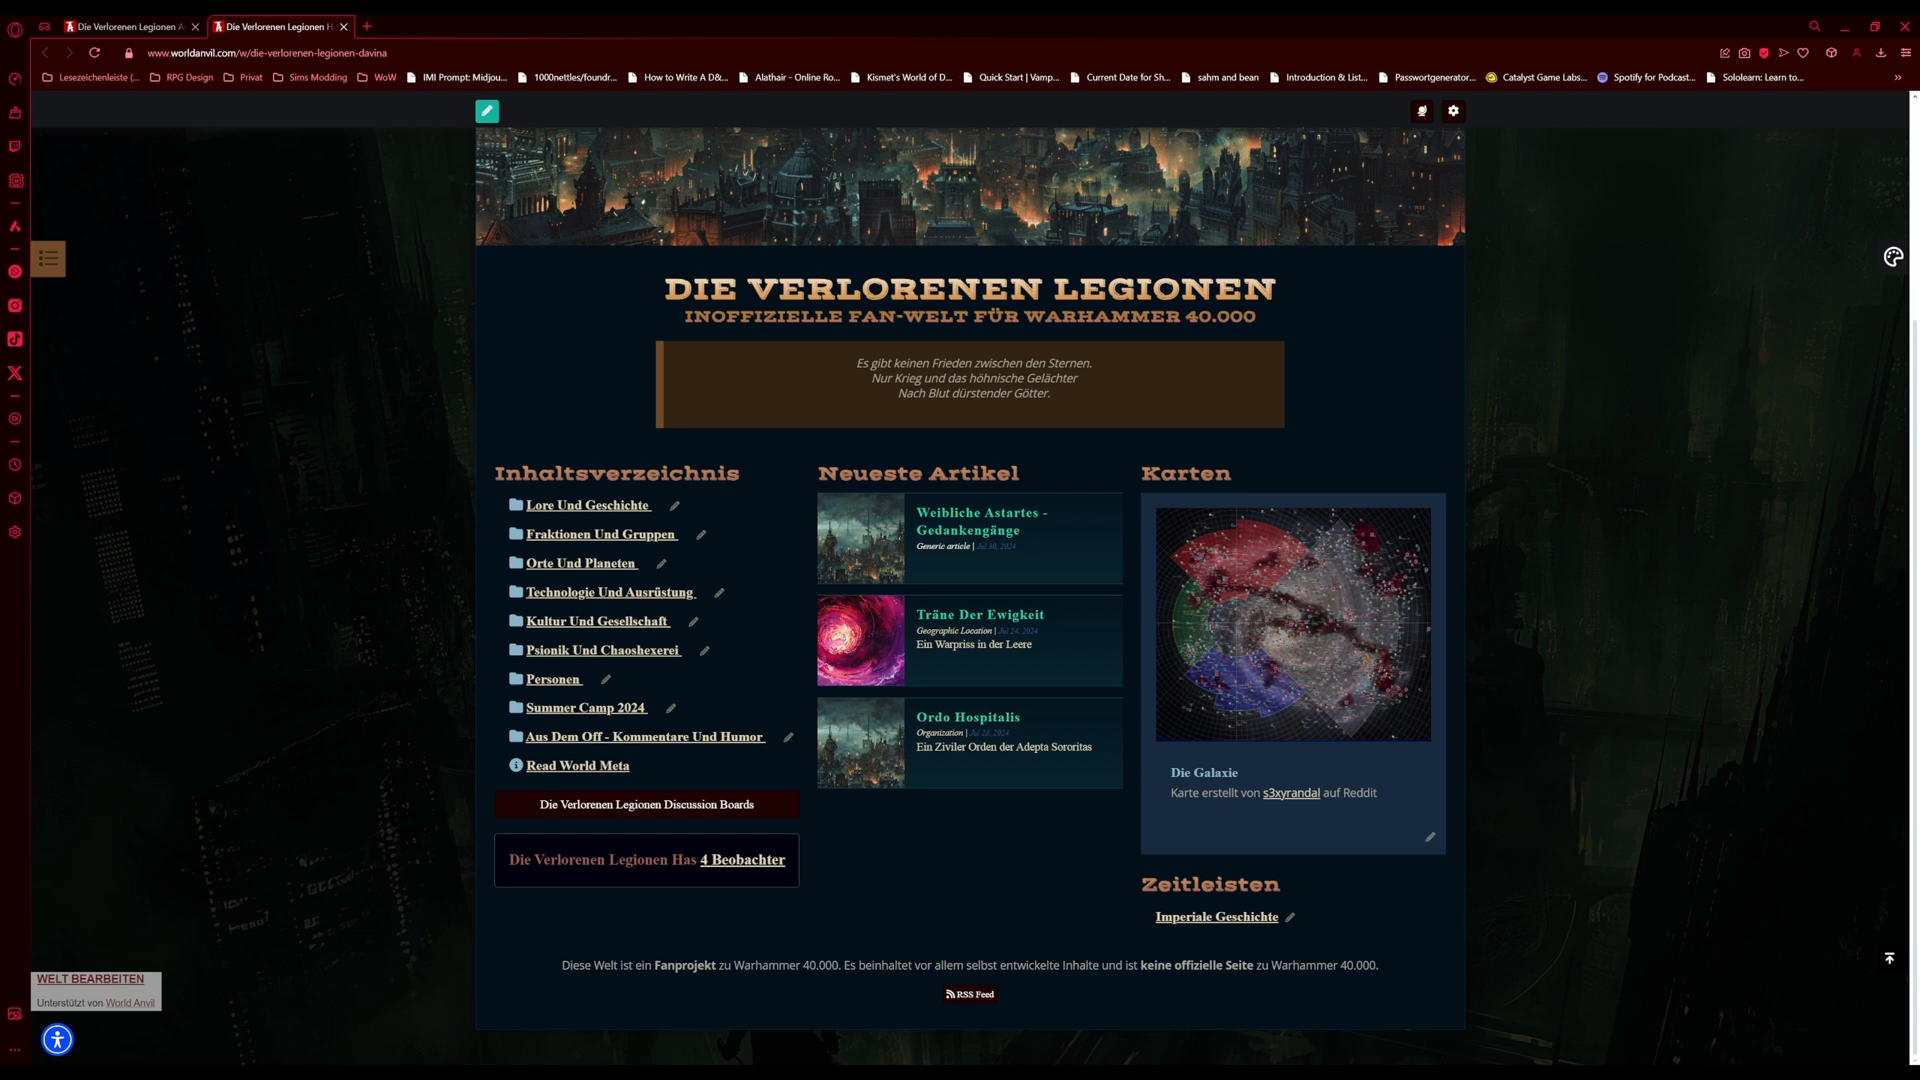 Die Verlorenen Legionen A
Die Verlorenen Legionen H
www.worldanvil.com/w/die-verlorenen-legionen-davina
Lesezeichenleiste (...
RPG Design
Privat
Sims Modding
WoW
IMI Prompt: Midjou...
1000nettles/foundr...
How to Write A D&...
Alathair - Online Ro...
Kismet's World of D...
Quick Start | Vamp...
Current Date for Sh...
sahm and bean
Introduction & List...
Passwortgenerator...
Catalyst Game Labs...
Spotify for Podcast...
Sololearn: Learn to...
DIE VERLORENEN LEGIONEN
INOFFIZIELLE FAN-WELT FÜR WARHAMMER 40.000
Es gibt keinen Frieden zwischen den Sternen.
Nur Krieg und das höhnische Gelächter
Nach Blut dürstender Götter.
Inhaltsverzeichnis
Lore Und Geschichte
Fraktionen Und Gruppen
Orte Und Planeten
Technologie Und Ausrüstung
Kultur Und Gesellschaft
Psionik Und Chaoshexerei
Personen
Summer Camp 2024
Aus Dem Off - Kommentare Und Humor
Read World Meta
Die Verlorenen Legionen Discussion Boards
Die Verlorenen Legionen Has 4 Beobachter
Neueste Artikel
Weibliche Astartes -
Gedankengänge
Generic article | Jul 30, 2024
Träne Der Ewigkeit
Geographic Location | Jul 24, 2024
Ein Warpriss in der Leere
Ordo Hospitalis
Organization | Jul 23, 2024
Ein Ziviler Orden der Adepta Sororitas
Karten
Die Galaxie
Karte erstellt von s3xyrandal auf Reddit
Zeitleisten
Imperiale Geschichte
Diese Welt ist ein Fanprojekt zu Warhammer 40.000. Es beinhaltet vor allem selbst entwickelte Inhalte und ist keine offizielle Seite zu Warhammer 40.000.
RSS Feed
WELT BEARBEITEN
Unterstützt von World Anvil